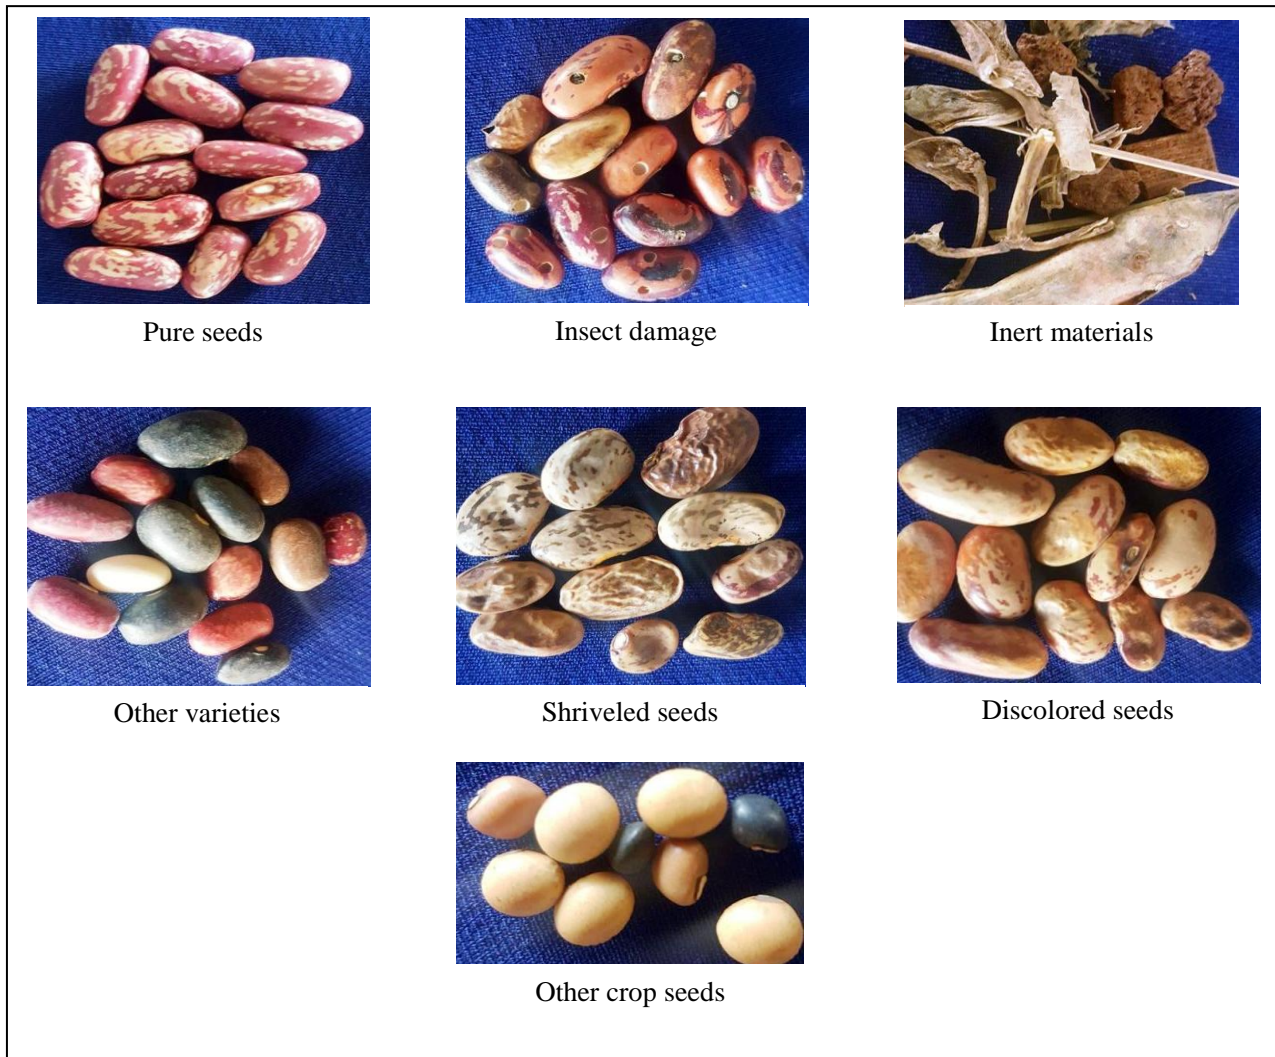 Pure seeds
Insect damage
Inert materials
Other varieties
Shriveled seeds
Discolored seeds
Other crop seeds